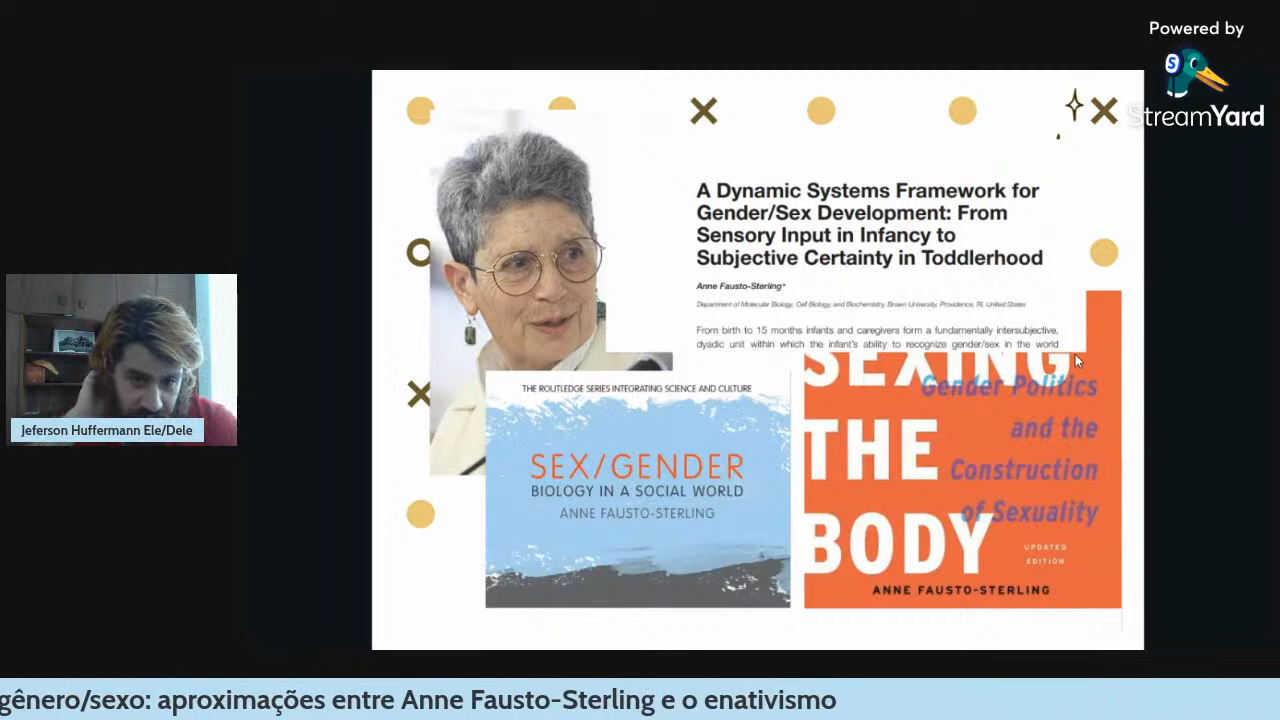 Powered by
StreamYard
A Dynamic Systems Framework for
Gender/Sex Development: From
Sensory Input in Infancy to
Subjective Certainty in Toddlerhood
Anne Fausto-Sterling*
Department of Molecular Biology, Cell Biology, and Biochemistry, Brown University, Providence, RI, United States
From birth to 15 months infants and caregivers form a fundamentally intersubjective,
dyadic unit within which the infant's ability to recognize gender/sex in the world
THE ROUTLEDGE SERIES INTEGRATING SCIENCE AND CULTURE
SEX/GENDER
BIOLOGY IN A SOCIAL WORLD
ANNE FAUSTO-STERLING
SEXING
THE
BODY
Gender Politics
and the
Construction
of Sexuality
UPDATED
EDITION
ANNE FAUSTO-STERLING
Jeferson Huffermann Ele/Dele
gênero/sexo: aproximações entre Anne Fausto-Sterling e o enativismo